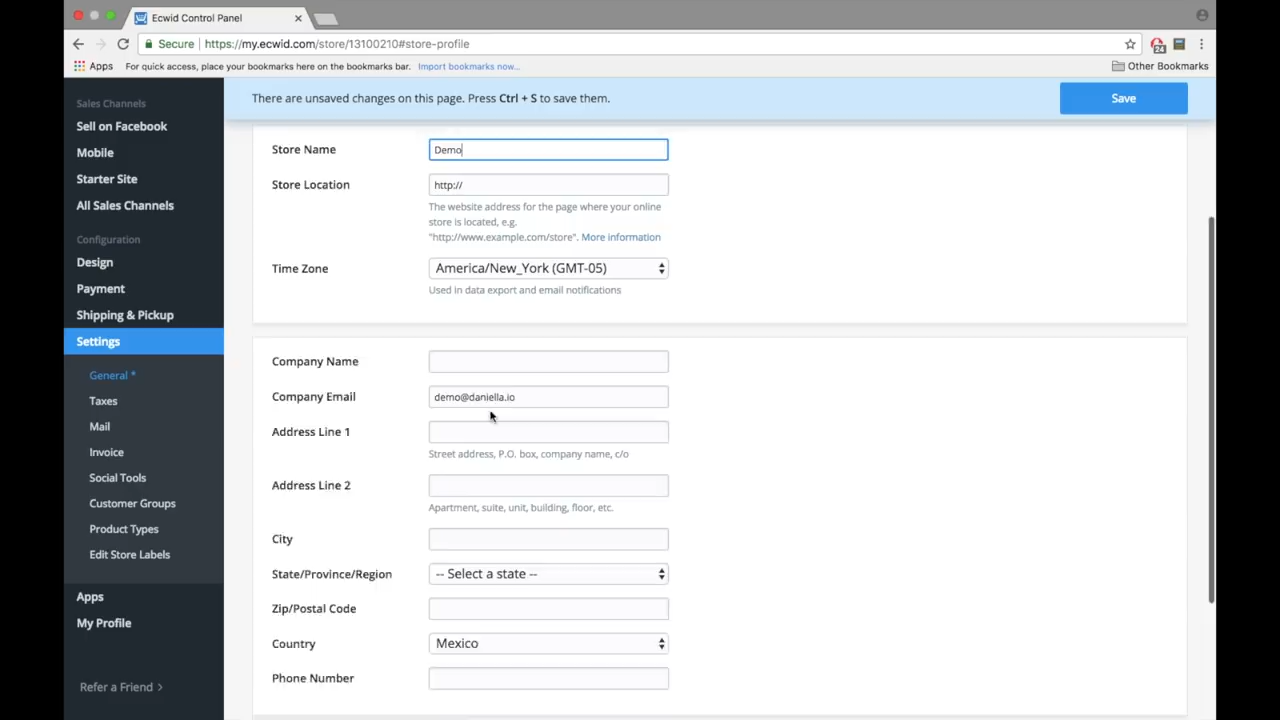 Ecwid Control Panel
Secure https://my.ecwid.com/store/13100210#store-profile
24
Apps For quick access, place your bookmarks here on the bookmarks bar. Import bookmarks now... Other Bookmarks
Sales Channels
Sell on Facebook
Mobile
Starter Site
All Sales Channels
Configuration
Design
Payment
Shipping & Pickup
Settings
General *
Taxes
Mail
Invoice
Social Tools
Customer Groups
Product Types
Edit Store Labels
Apps
My Profile
Refer a Friend >
There are unsaved changes on this page. Press Ctrl + S to save them. Save
Store Name Demo
Store Location http://
The website address for the page where your online
store is located, e.g.
"http://www.example.com/store". More information
Time Zone America/New_York (GMT-05)
Used in data export and email notifications
Company Name
Company Email demo@daniella.io
Address Line 1
Street address, P.O. box, company name, c/o
Address Line 2
Apartment, suite, unit, building, floor, etc.
City
State/Province/Region -- Select a state --
Zip/Postal Code
Country Mexico
Phone Number